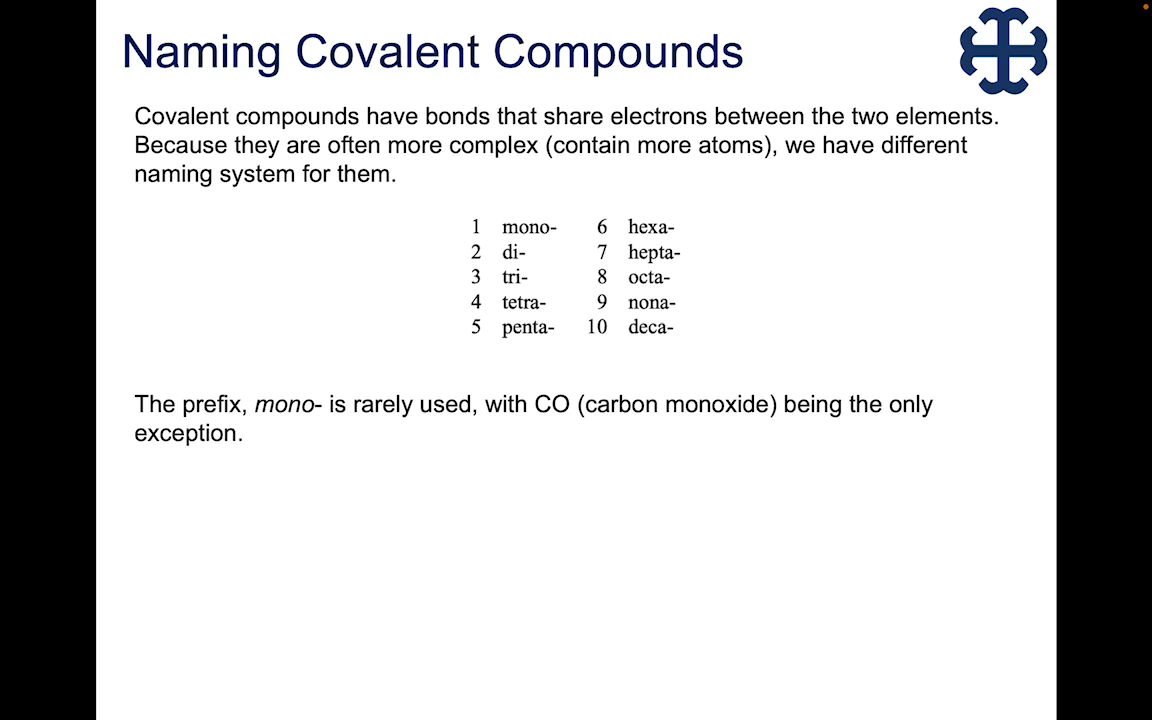 Naming Covalent Compounds
Covalent compounds have bonds that share electrons between the two elements.
Because they are often more complex (contain more atoms), we have different
naming system for them.
1 mono- 6 hexa-
2 di- 7 hepta-
3 tri- 8 octa-
4 tetra- 9 nona-
5 penta- 10 deca-
The prefix, mono- is rarely used, with CO (carbon monoxide) being the only
exception.